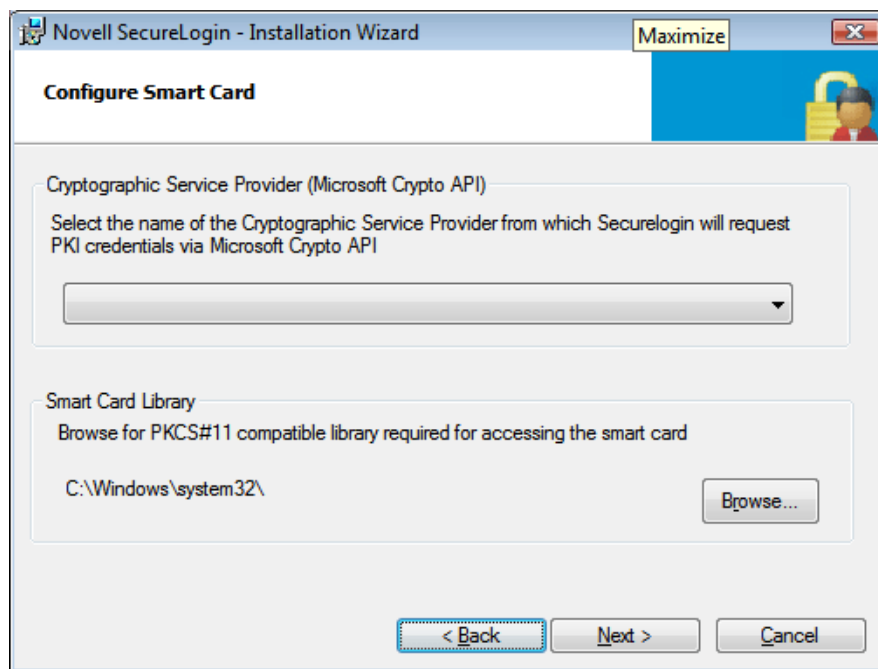 Novell SecureLogin - Installation Wizard
Maximize
Configure Smart Card
Cryptographic Service Provider (Microsoft Crypto API)
Select the name of the Cryptographic Service Provider from which Securelogin will request
PKI credentials via Microsoft Crypto API
Smart Card Library
Browse for PKCS#11 compatible library required for accessing the smart card
C:\Windows\system32\
Browse...
< Back
Next >
Cancel